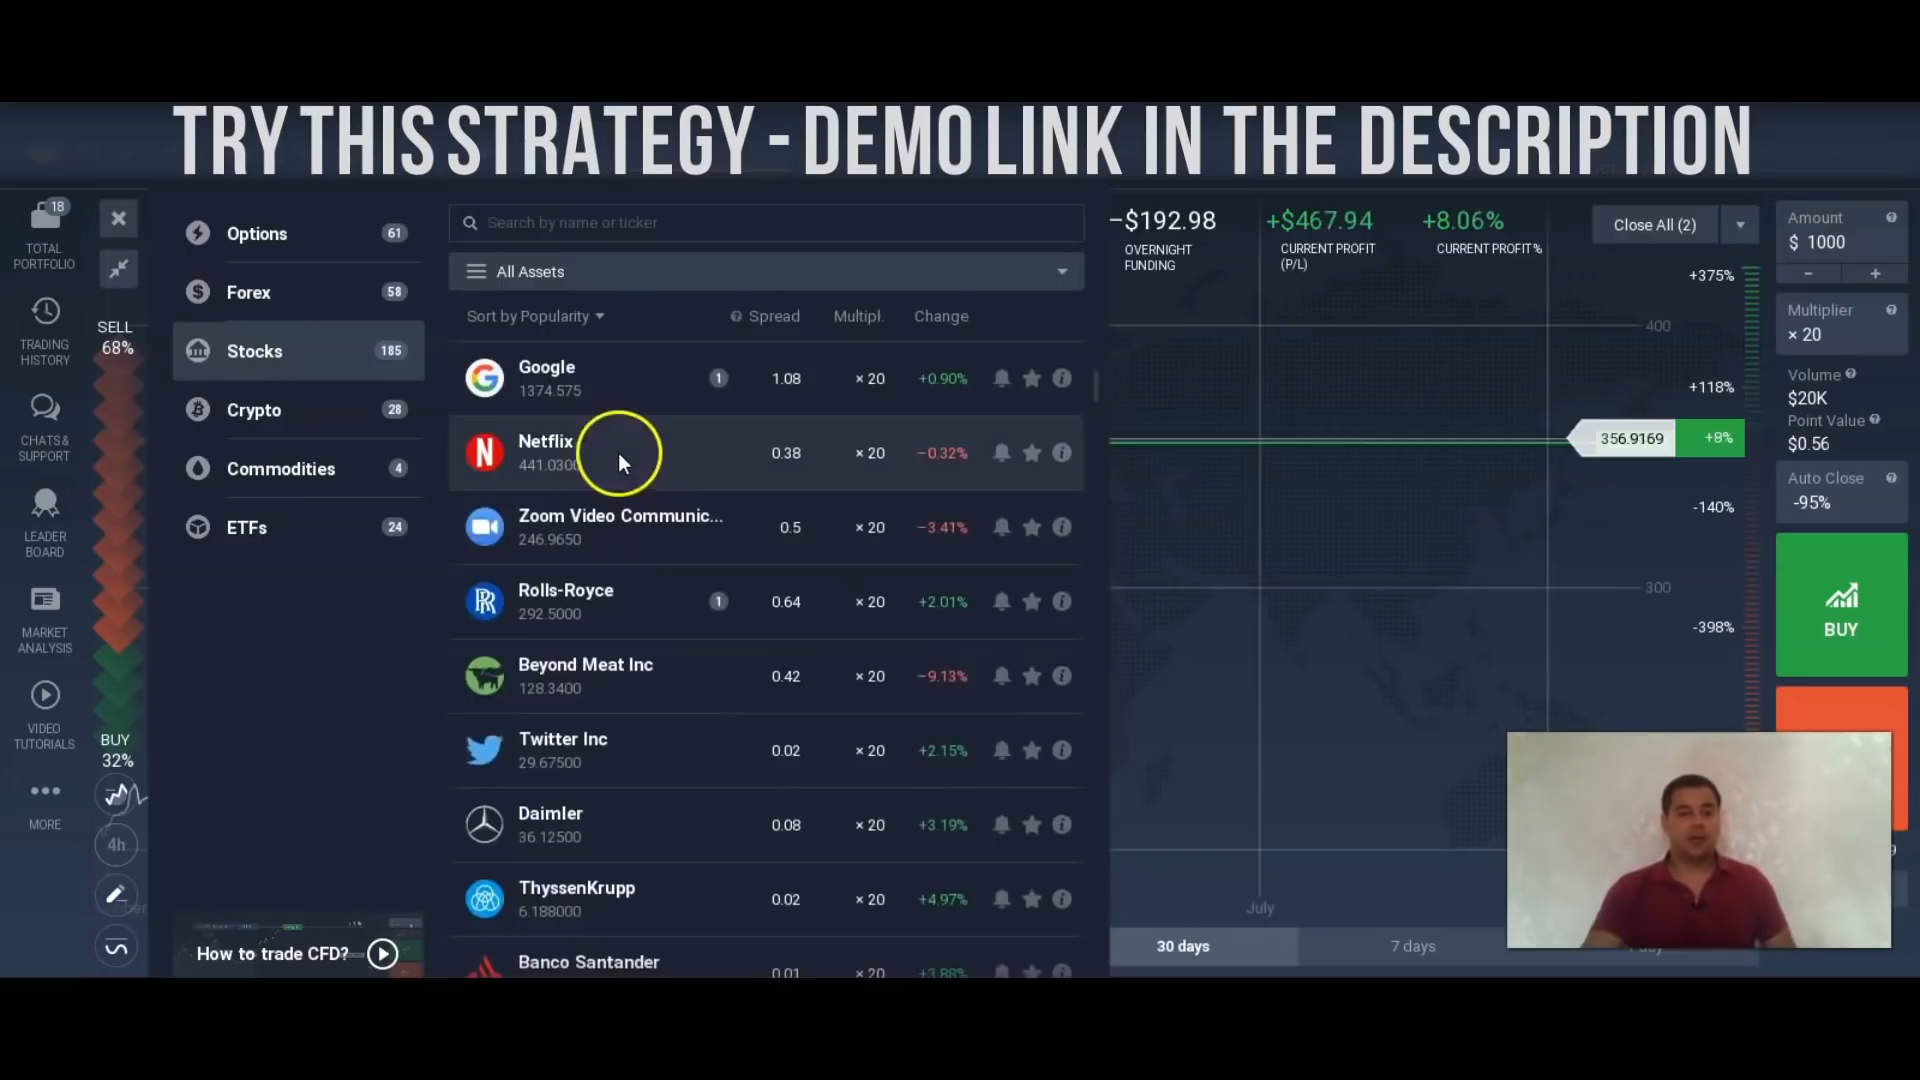 TRY THIS STRATEGY - DEMO LINK IN THE DESCRIPTION
18
TOTAL
PORTFOLIO
TRADING
HISTORY
CHATS &
SUPPORT
LEADER
BOARD
MARKET
ANALYSIS
VIDEO
TUTORIALS
MORE
SELL
68%
BUY
32%
4h
Options 61
Forex 58
Stocks 185
Crypto 28
Commodities 4
ETFs 24
How to trade CFD?
Search by name or ticker
All Assets
Sort by Popularity Spread Multipl. Change
Google
1374.575
1 1.08 × 20 +0.90%
Netflix
441.0300
0.38 × 20 −0.32%
Zoom Video Communic...
246.9650
0.5 × 20 −3.41%
Rolls-Royce
292.5000
1 0.64 × 20 +2.01%
Beyond Meat Inc
128.3400
0.42 × 20 −9.13%
Twitter Inc
29.67500
0.02 × 20 +2.15%
Daimler
36.12500
0.08 × 20 +3.19%
ThyssenKrupp
6.188000
0.02 × 20 +4.97%
Banco Santander
0.01 × 20 +3.88%
−$192.98
OVERNIGHT
FUNDING
+$467.94
CURRENT PROFIT
(P/L)
+8.06%
CURRENT PROFIT%
Close All (2)
+375%
400
+118%
356.9169 +8%
-140%
300
-398%
July
30 days
7 days
Amount
$ 1000
− +
Multiplier
× 20
Volume
$20K
Point Value
$0.56
Auto Close
-95%
BUY